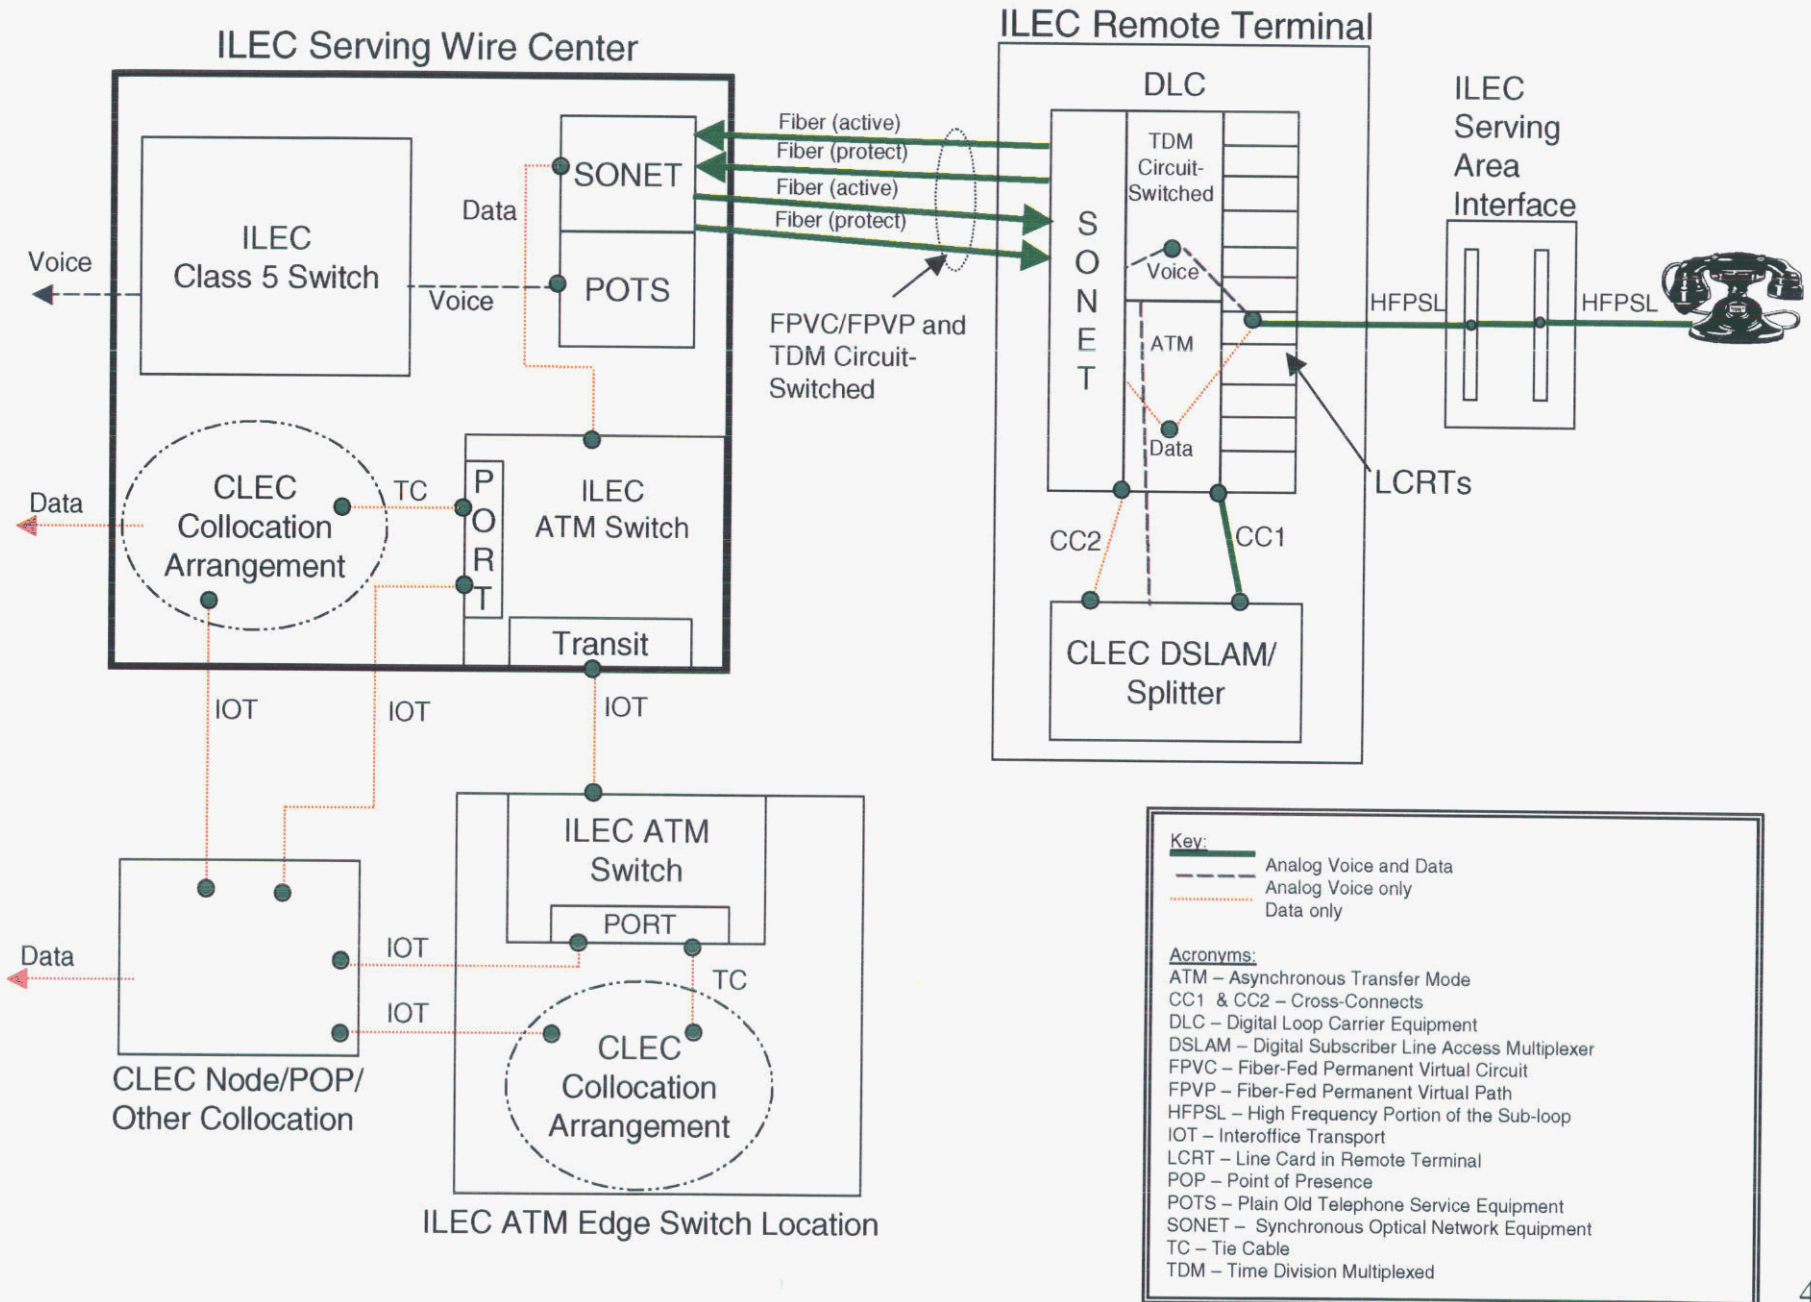 ILEC Serving Wire Center
ILEC Remote Terminal
DLC
ILEC
Serving
Area
Interface
ILEC
Class 5 Switch
Voice
Voice
Data
SONET
POTS
Fiber (active)
Fiber (protect)
Fiber (active)
Fiber (protect)
FPVC/FPVP and
TDM Circuit-
Switched
S
O
N
E
T
TDM
Circuit-
Switched
Voice
ATM
Data
HFPSL
HFPSL
LCRTs
CC2
CC1
CLEC DSLAM/
Splitter
CLEC
Collocation
Arrangement
Data
TC
P
O
R
T
ILEC
ATM Switch
Transit
IOT
IOT
IOT
ILEC ATM
Switch
PORT
TC
IOT
IOT
Data
CLEC
Collocation
Arrangement
CLEC Node/POP/
Other Collocation
ILEC ATM Edge Switch Location
Key:
Analog Voice and Data
Analog Voice only
Data only
Acronyms:
ATM – Asynchronous Transfer Mode
CC1 & CC2 – Cross-Connects
DLC – Digital Loop Carrier Equipment
DSLAM – Digital Subscriber Line Access Multiplexer
FPVC – Fiber-Fed Permanent Virtual Circuit
FPVP – Fiber-Fed Permanent Virtual Path
HFPSL – High Frequency Portion of the Sub-loop
IOT – Interoffice Transport
LCRT – Line Card in Remote Terminal
POP – Point of Presence
POTS – Plain Old Telephone Service Equipment
SONET – Synchronous Optical Network Equipment
TC – Tie Cable
TDM – Time Division Multiplexed